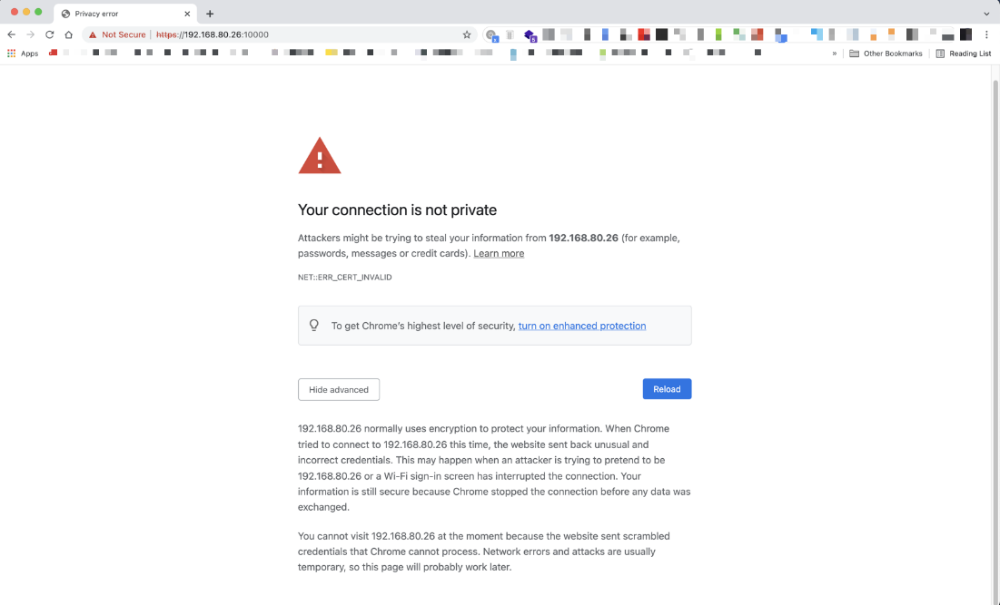 Privacy error
Not Secure | https://192.168.80.26:10000
Apps
» Other Bookmarks Reading List
Your connection is not private
Attackers might be trying to steal your information from 192.168.80.26 (for example,
passwords, messages or credit cards). Learn more
NET::ERR_CERT_INVALID
To get Chrome's highest level of security, turn on enhanced protection
Hide advanced
Reload
192.168.80.26 normally uses encryption to protect your information. When Chrome
tried to connect to 192.168.80.26 this time, the website sent back unusual and
incorrect credentials. This may happen when an attacker is trying to pretend to be
192.168.80.26 or a Wi-Fi sign-in screen has interrupted the connection. Your
information is still secure because Chrome stopped the connection before any data was
exchanged.
You cannot visit 192.168.80.26 at the moment because the website sent scrambled
credentials that Chrome cannot process. Network errors and attacks are usually
temporary, so this page will probably work later.